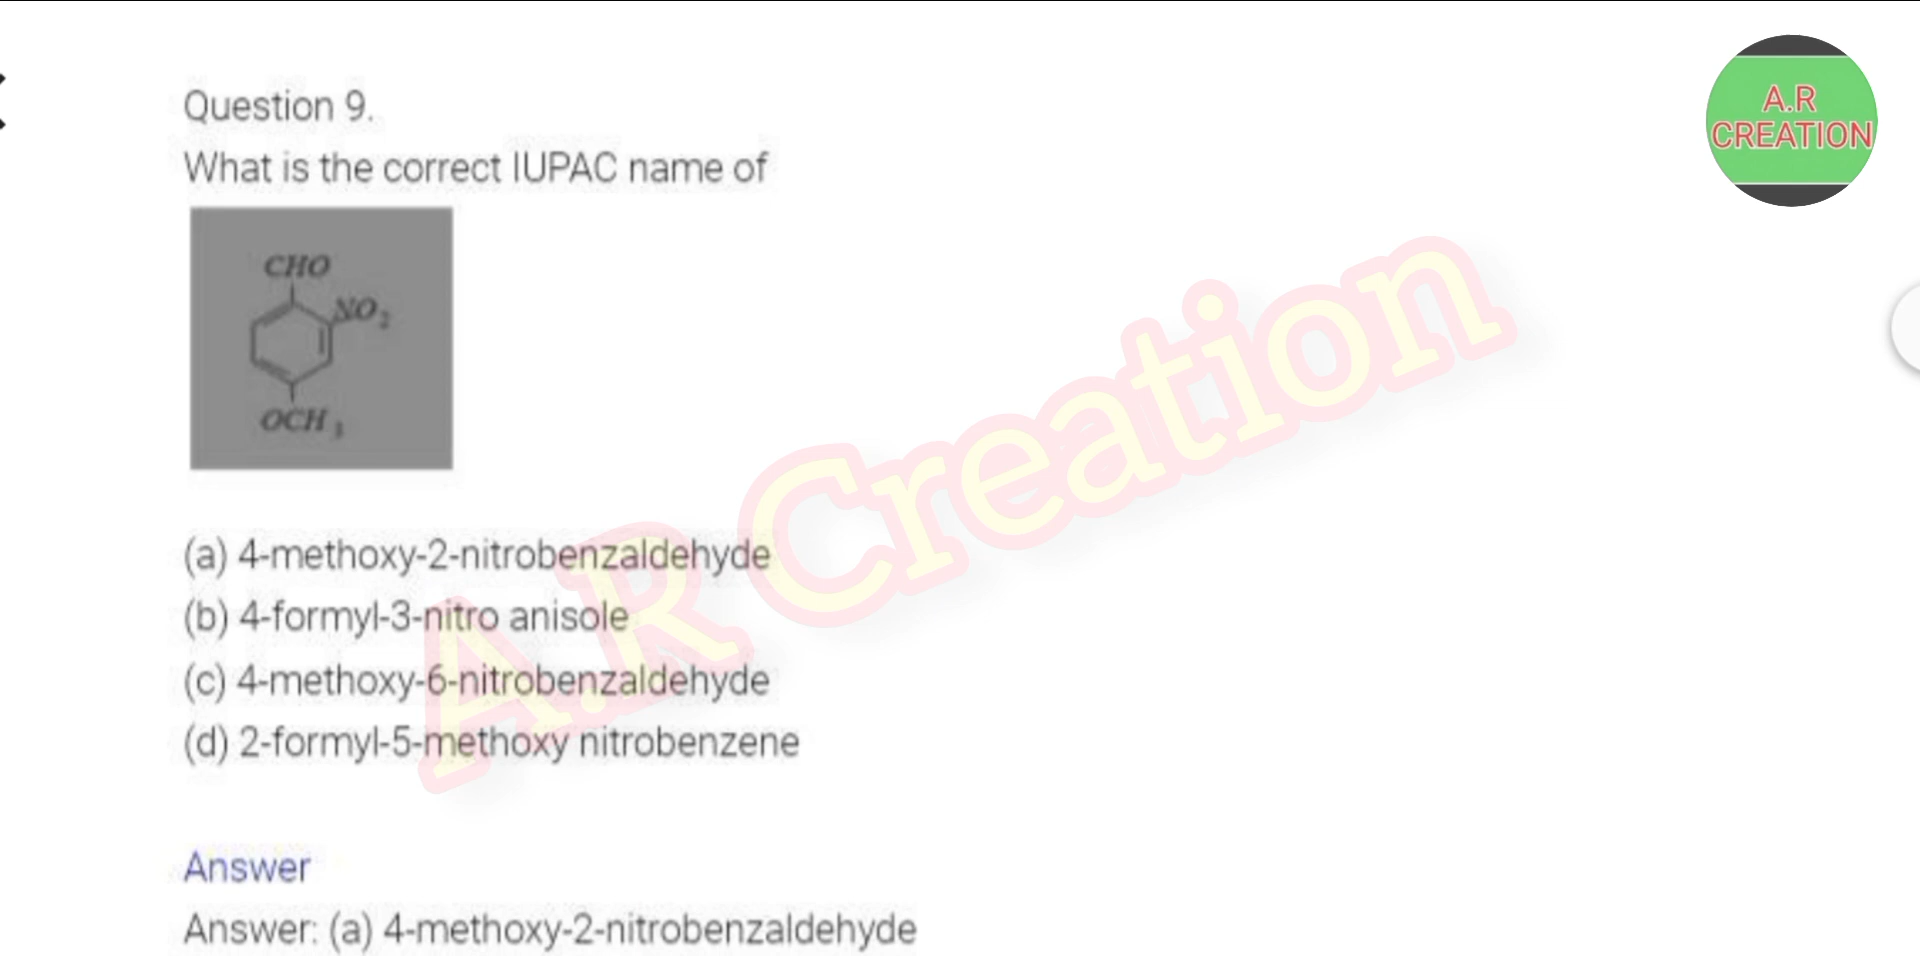 Question 9.
What is the correct IUPAC name of
CHO
NO2
OCH3
(a) 4-methoxy-2-nitrobenzaldehyde
(b) 4-formyl-3-nitro anisole
(c) 4-methoxy-6-nitrobenzaldehyde
(d) 2-formyl-5-methoxy nitrobenzene
Answer
Answer: (a) 4-methoxy-2-nitrobenzaldehyde
A.R
CREATION
A.R Creation